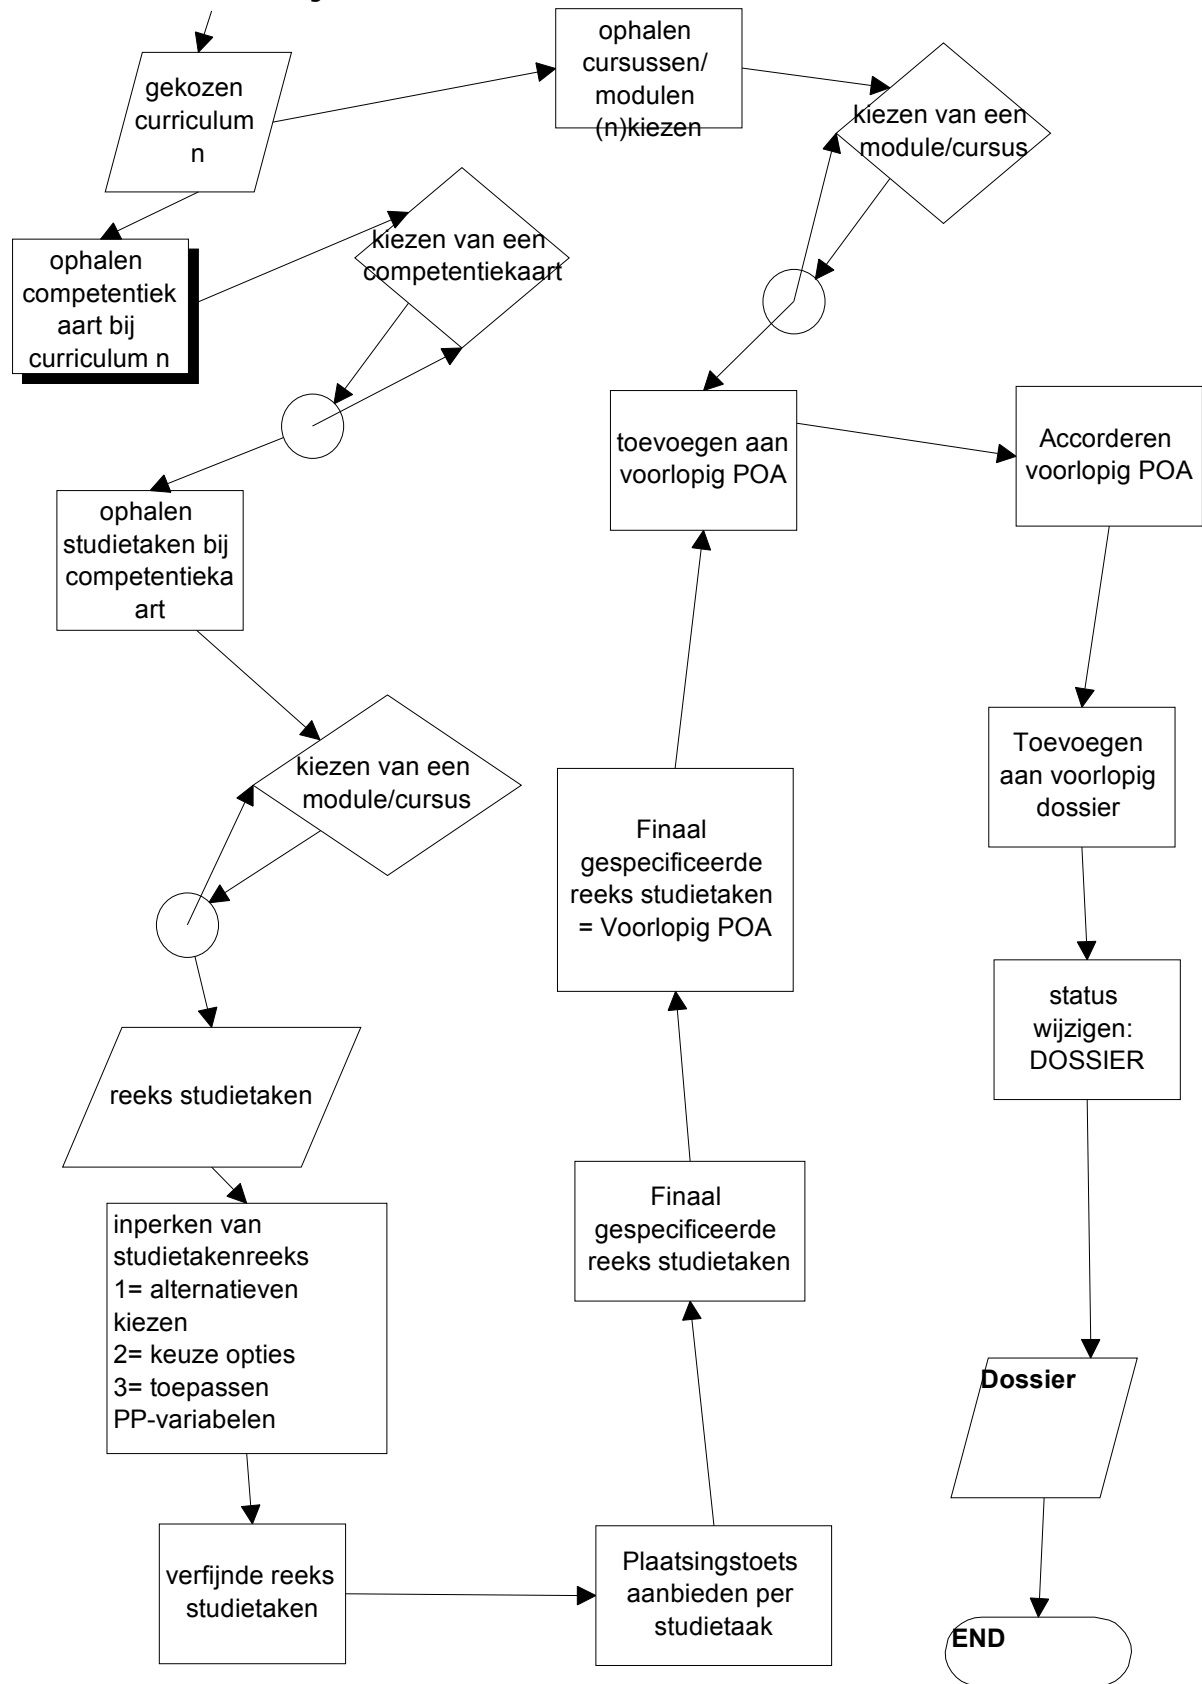 gekozen
curriculum
n
ophalen
cursussen/
modulen
(n)kiezen
kiezen van een
module/cursus
ophalen
competentiek
aart bij
curriculum n
kiezen van een
competentiekaart
toevoegen aan
voorlopig POA
Accorderen
voorlopig POA
ophalen
studietaken bij
competentieka
art
kiezen van een
module/cursus
Toevoegen
aan voorlopig
dossier
Finaal
gespecificeerde
reeks studietaken
= Voorlopig POA
status
wijzigen:
DOSSIER
reeks studietaken
Finaal
gespecificeerde
reeks studietaken
inperken van
studietakenreeks
1= alternatieven
kiezen
2= keuze opties
3= toepassen
PP-variabelen
Dossier
verfijnde reeks
studietaken
Plaatsingstoets
aanbieden per
studietaak
END